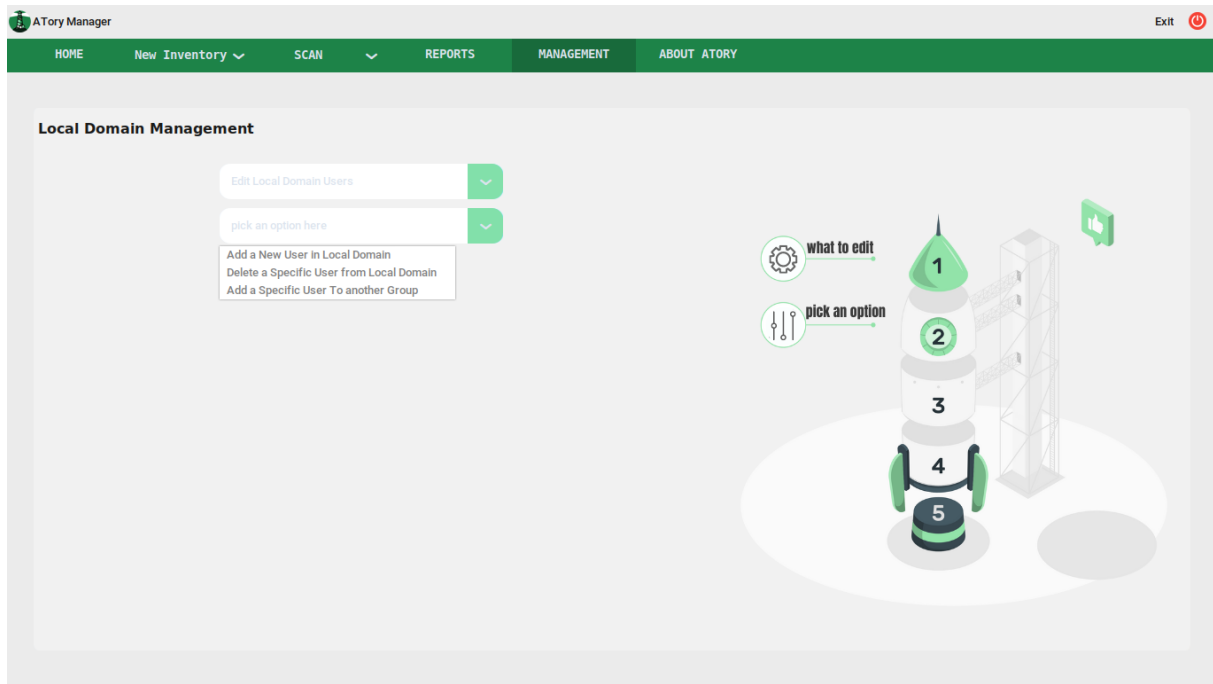 ATory Manager
Exit
HOME New Inventory SCAN REPORTS MANAGEMENT ABOUT ATORY
Local Domain Management
Edit Local Domain Users
pick an option here
Add a New User in Local Domain
Delete a Specific User from Local Domain
Add a Specific User To another Group
what to edit
pick an option
1
2
3
4
5